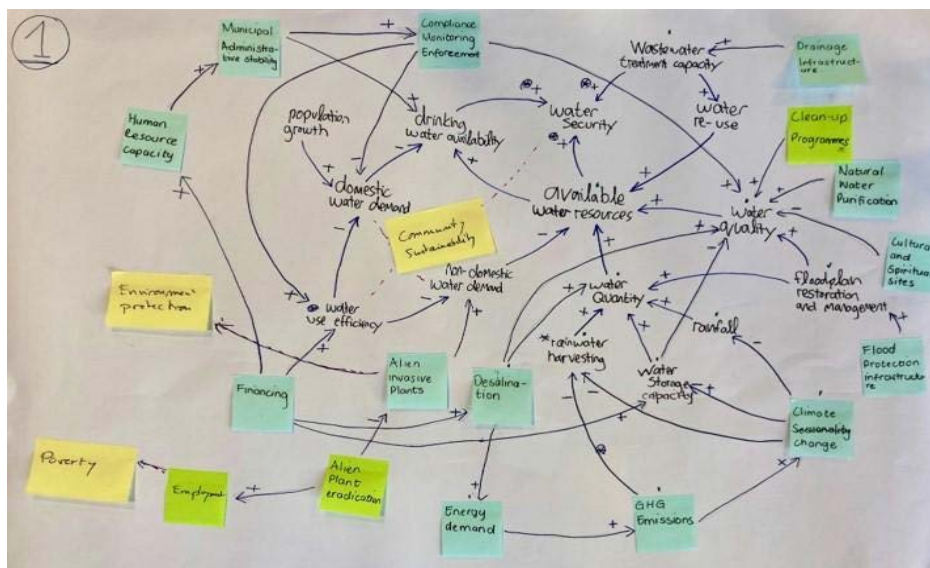 1
Municipal
Administra-
tive stability
Compliance
Monitoring
Enforcement
Wastewater
treatment capacity
Drainage
Infrastruct-
ure
Human
Resource
Capacity
population
growth
drinking
water availability
Water
Security
water
re-use
Clean-up
Programmes
Natural
Water
Purification
domestic
water demand
available
water resources
Water
quality
Community
Sustainability
Cultural
and
Spiritual
sites
Environment
protection
Non-domestic
water demand
water
Quantity
floodplain
restoration
and management
water
use efficiency
rainfall
rainwater
harvesting
Water
Storage
capacity
Flood
Protection
infrastructu
re
Financing
Alien
invasive
Plants
Desalina-
tion
Climate
Seasonality
change
Poverty
Employment
Alien
Plant
eradication
Energy
demand
GHG
Emissions